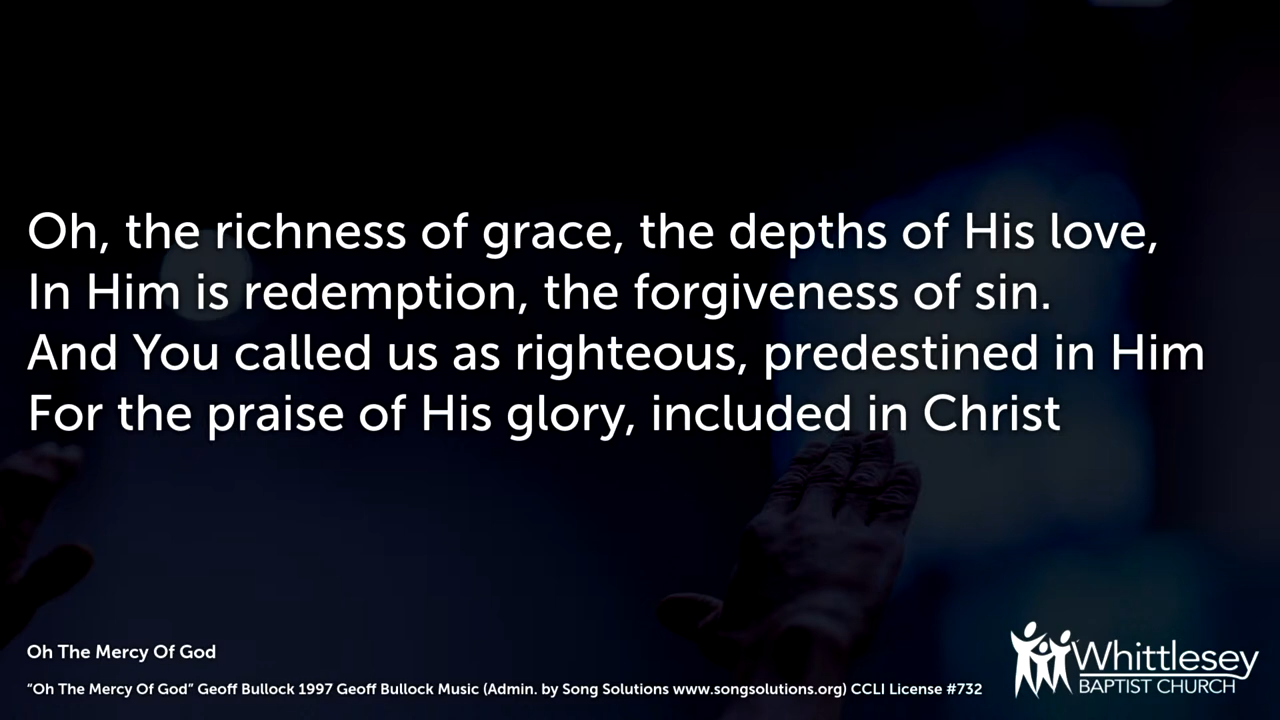 Oh, the richness of grace, the depths of His love,
In Him is redemption, the forgiveness of sin.
And You called us as righteous, predestined in Him
For the praise of His glory, included in Christ
Oh The Mercy Of God
“Oh The Mercy Of God” Geoff Bullock 1997 Geoff Bullock Music (Admin. by Song Solutions www.songsolutions.org) CCLI License #732
Whittlesey
BAPTIST CHURCH